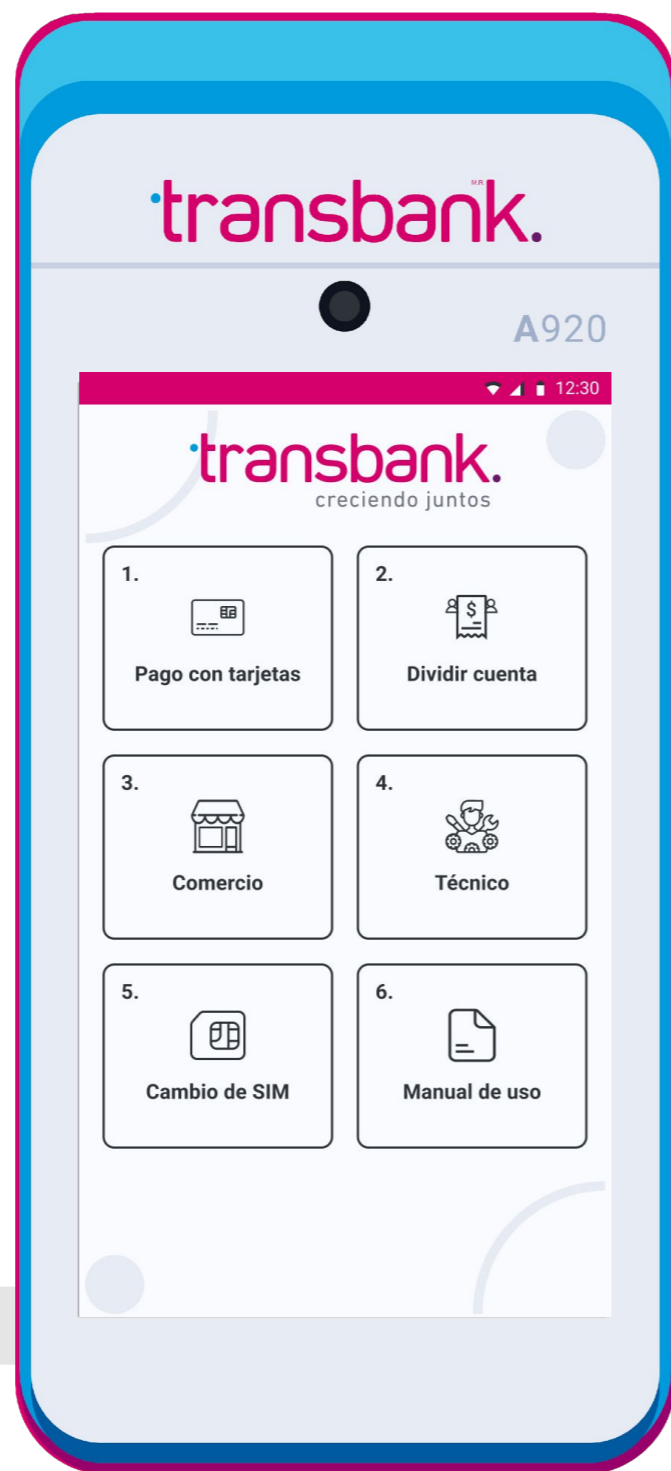 transbank.
M.R.
A920
12:30
transbank.
creciendo juntos
1.
Pago con tarjetas
2.
$
Dividir cuenta
3.
Comercio
4.
Técnico
5.
Cambio de SIM
6.
Manual de uso